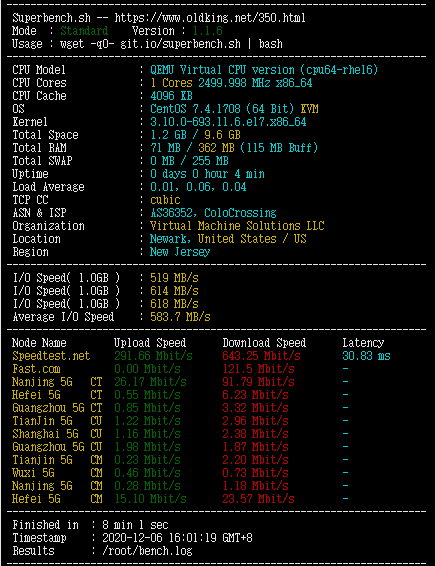 Superbench.sh -- https://www.oldking.net/350.html
Mode : Standard Version : 1.1.6
Usage : wget -qO- git.io/superbench.sh | bash
CPU Model : QEMU Virtual CPU version (cpu64-rhel6)
CPU Cores : 1 Cores 2499.998 MHz x86_64
CPU Cache : 4096 KB
OS : CentOS 7.4.1708 (64 Bit) KVM
Kernel : 3.10.0-693.11.6.el7.x86_64
Total Space : 1.2 GB / 9.6 GB
Total RAM : 71 MB / 362 MB (115 MB Buff)
Total SWAP : 0 MB / 255 MB
Uptime : 0 days 0 hour 4 min
Load Average : 0.01, 0.06, 0.04
TCP CC : cubic
ASN & ISP : AS36352, ColoCrossing
Organization : Virtual Machine Solutions LLC
Location : Newark, United States / US
Region : New Jersey
I/O Speed( 1.0GB ) : 519 MB/s
I/O Speed( 1.0GB ) : 614 MB/s
I/O Speed( 1.0GB ) : 618 MB/s
Average I/O Speed : 583.7 MB/s
Node Name Upload Speed Download Speed Latency
Speedtest.net 291.66 Mbit/s 643.25 Mbit/s 30.83 ms
Fast.com 0.00 Mbit/s 121.5 Mbit/s -
Nanjing 5G CT 26.17 Mbit/s 91.79 Mbit/s -
Hefei 5G CT 0.55 Mbit/s 6.23 Mbit/s -
Guangzhou 5G CT 0.85 Mbit/s 3.32 Mbit/s -
TianJin 5G CU 1.22 Mbit/s 2.96 Mbit/s -
Shanghai 5G CU 1.16 Mbit/s 2.38 Mbit/s -
Guangzhou 5G CU 1.98 Mbit/s 1.87 Mbit/s -
Tianjin 5G CM 0.23 Mbit/s 2.20 Mbit/s -
Wuxi 5G CM 0.46 Mbit/s 0.73 Mbit/s -
Nanjing 5G CM 0.28 Mbit/s 1.18 Mbit/s -
Hefei 5G CM 15.10 Mbit/s 23.57 Mbit/s -
Finished in : 8 min 1 sec
Timestamp : 2020-12-06 16:01:19 GMT+8
Results : /root/bench.log